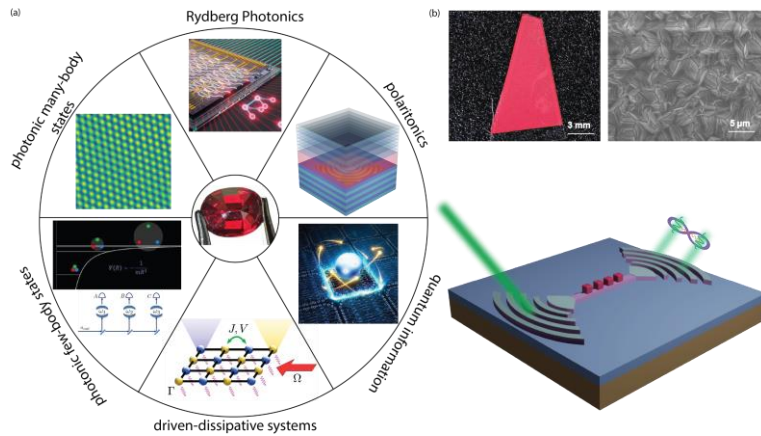 (a)
Rydberg Photonics
photonic many-body
states
polaritonics
quantum information
photonic few-body states
driven-dissipative systems
J, V
Γ
Ω
A
B
C
(b)
3 mm
5 μm